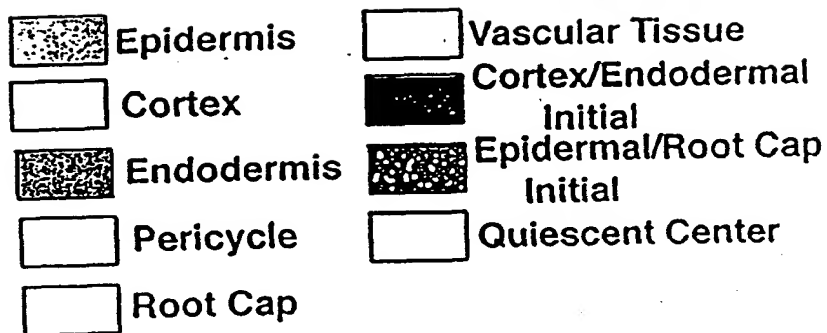 Epidermis
Cortex
Endodermis
Pericycle
Root Cap
Vascular Tissue
Cortex/Endodermal
Initial
Epidermal/Root Cap
Initial
Quiescent Center